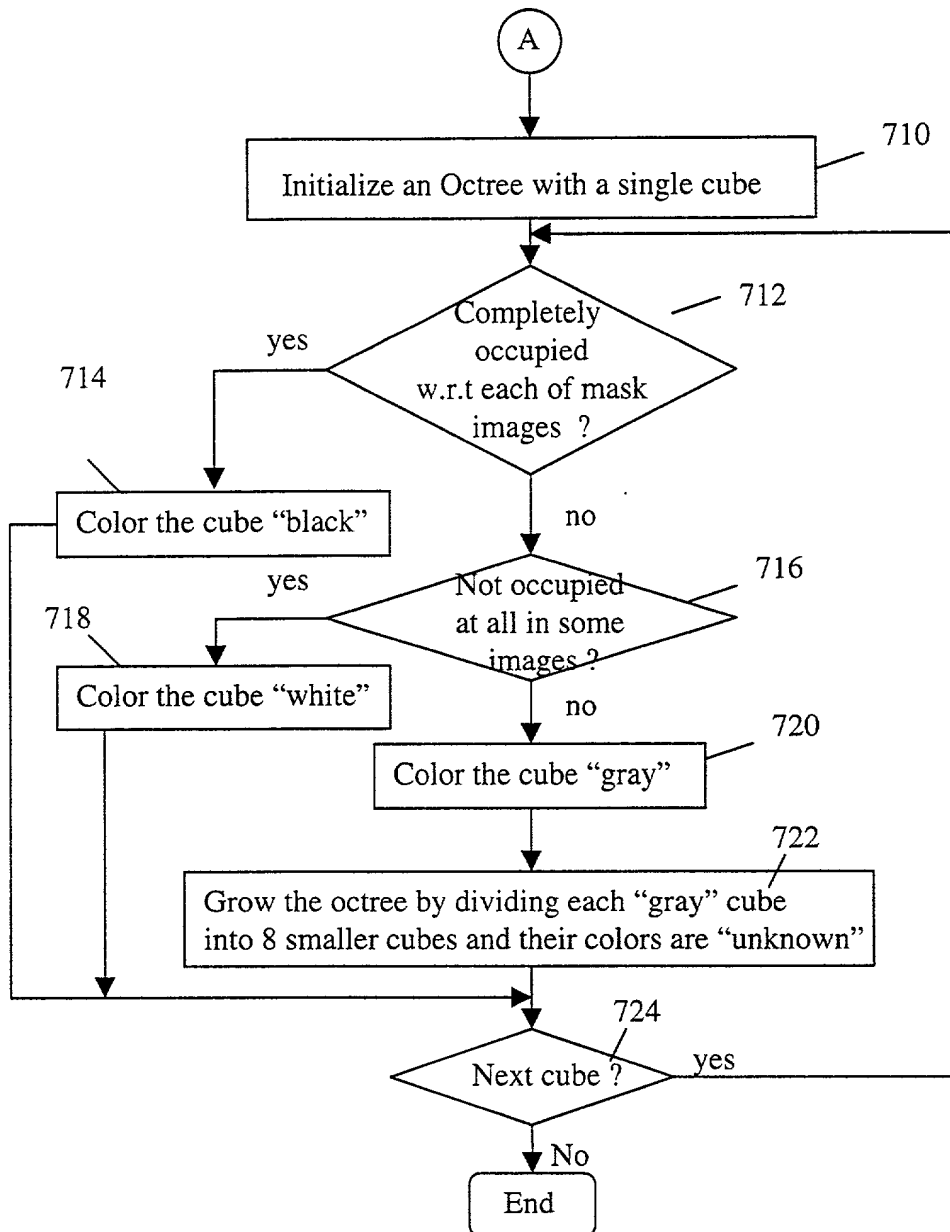 A
710
Initialize an Octree with a single cube
712
Completely
occupied
w.r.t each of mask
images ?
yes
714
Color the cube “black”
no
716
Not occupied
at all in some
images ?
yes
718
Color the cube “white”
no
720
Color the cube “gray”
722
Grow the octree by dividing each “gray” cube
into 8 smaller cubes and their colors are “unknown”
724
Next cube ?
yes
No
End